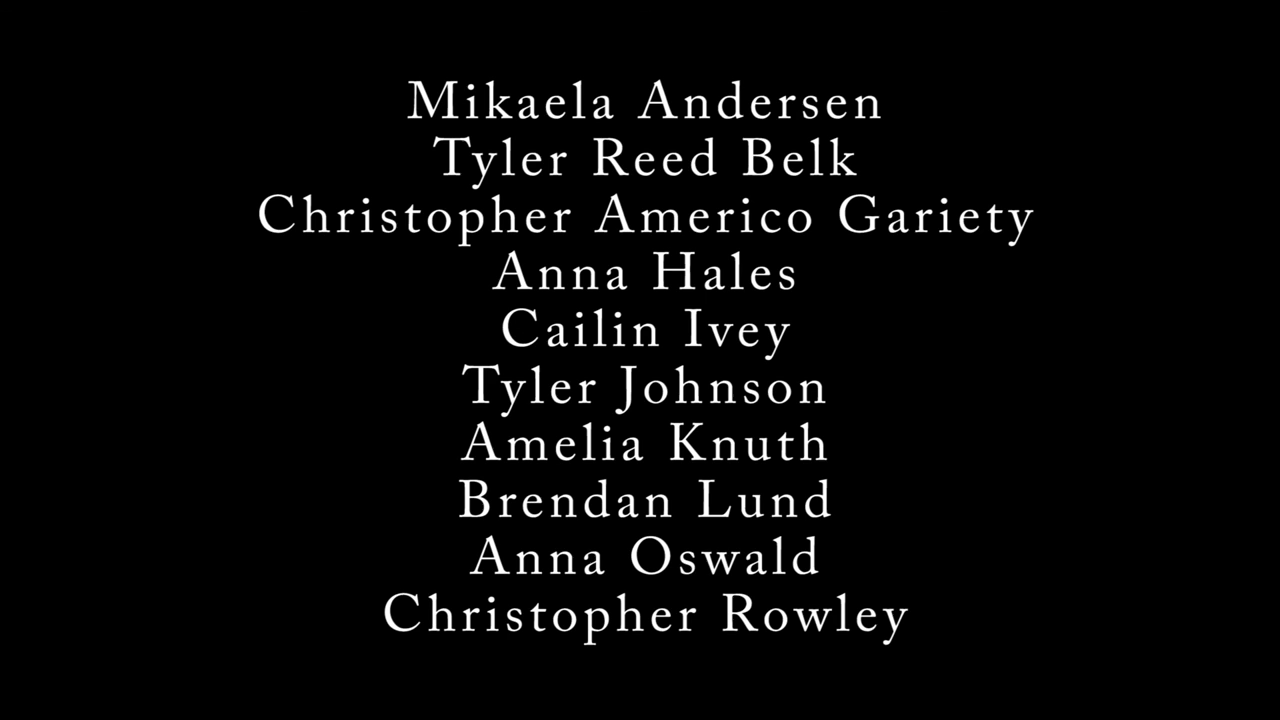 Mikaela Andersen
Tyler Reed Belk
Christopher Americo Gariety
Anna Hales
Cailin Ivey
Tyler Johnson
Amelia Knuth
Brendan Lund
Anna Oswald
Christopher Rowley